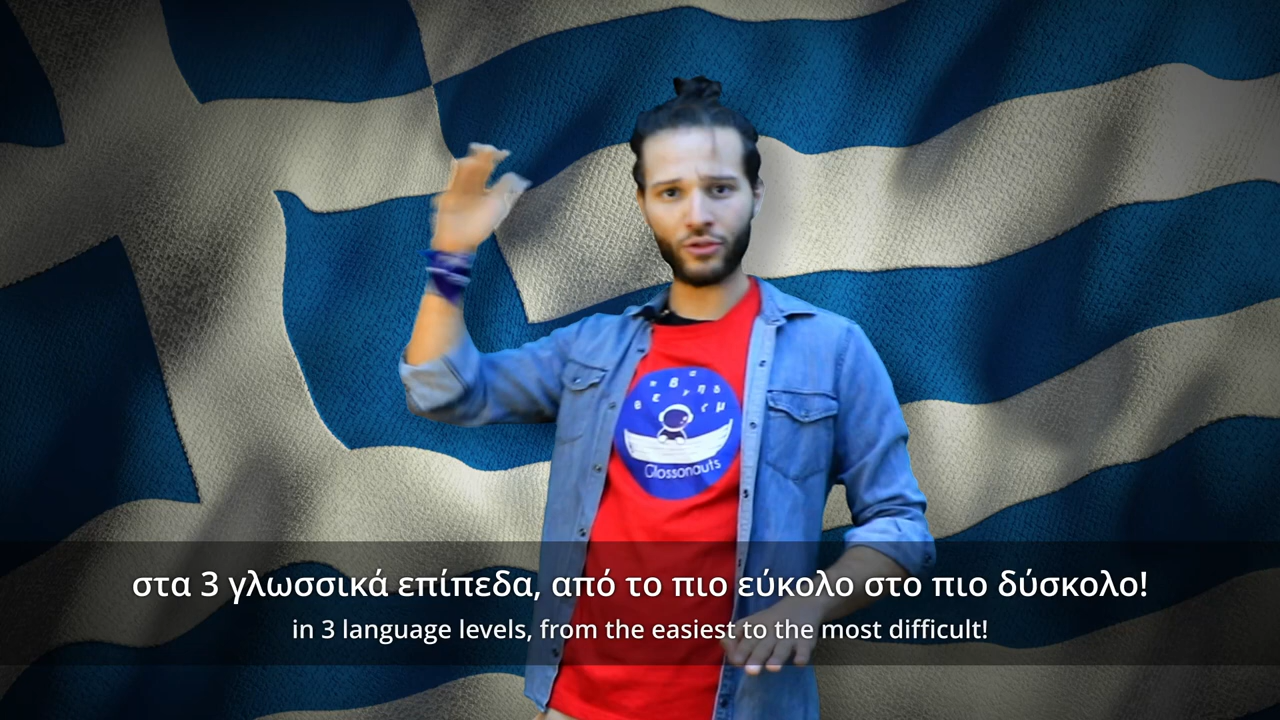 Glossonauts
στα 3 γλωσσικά επίπεδα, από το πιο εύκολο στο πιο δύσκολο!
in 3 language levels, from the easiest to the most difficult!